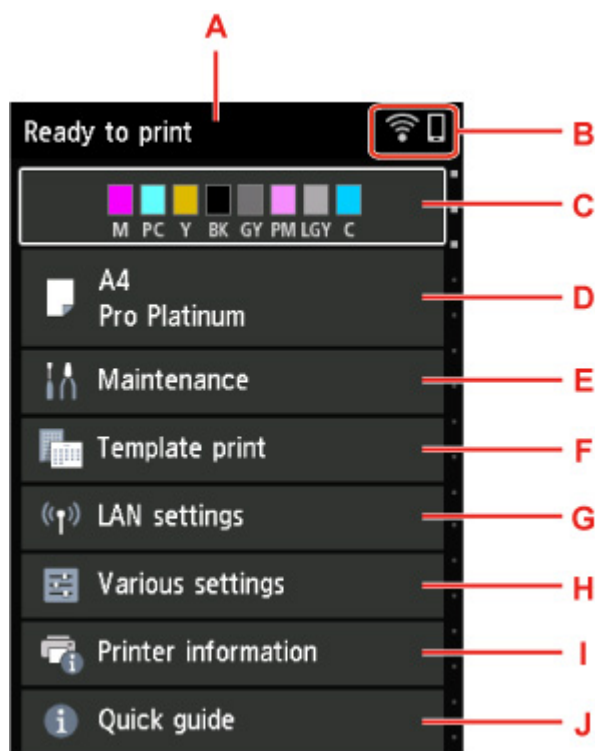 A
Ready to print
B
M PC Y BK GY PM LGY C
C
A4
Pro Platinum
D
Maintenance
E
Template print
F
LAN settings
G
Various settings
H
Printer information
I
Quick guide
J